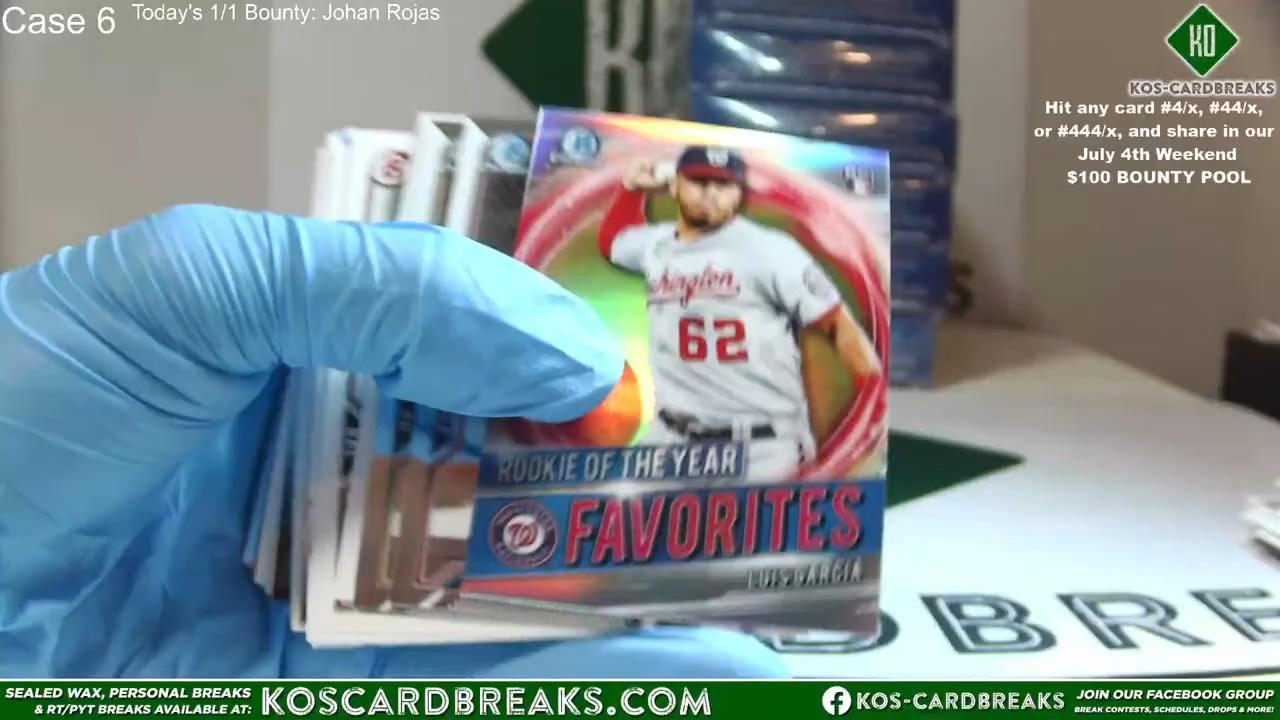 Case 6
Today's 1/1 Bounty: Johan Rojas
KO
KOS-CARDBREAKS
Hit any card #4/x, #44/x,
or #444/x, and share in our
July 4th Weekend
$100 BOUNTY POOL
62
ROOKIE OF THE YEAR
FAVORITES
LUIS GARCIA
DBRE
SEALED WAX, PERSONAL BREAKS
& RT/PYT BREAKS AVAILABLE AT:
KOSCARDBREAKS.COM
KOS-CARDBREAKS
JOIN OUR FACEBOOK GROUP
BREAK CONTESTS, SCHEDULES, DROPS & MORE!